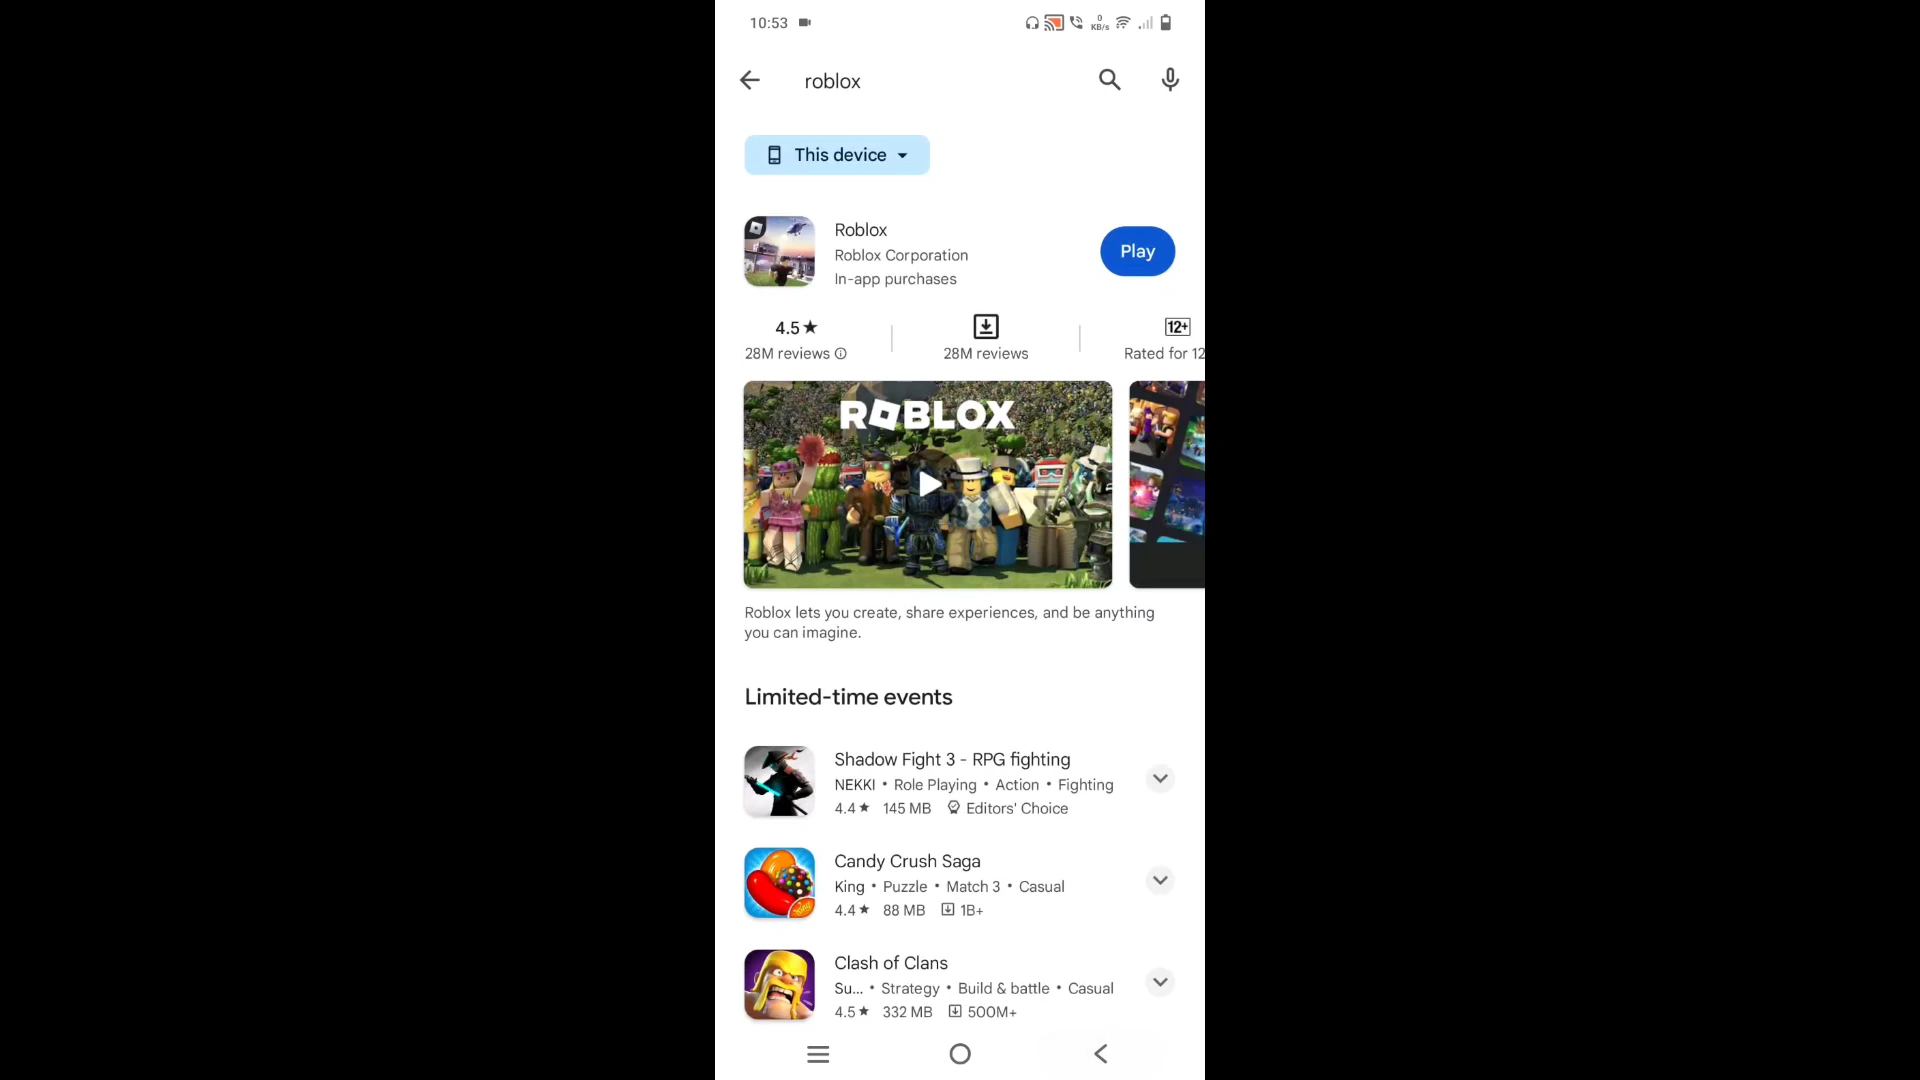 10:53
0
KB/s
roblox
This device
Roblox
Roblox Corporation
In-app purchases
Play
4.5★
28M reviews
28M reviews
12+
Rated for 12
ROBLOX
Roblox lets you create, share experiences, and be anything
you can imagine.
Limited-time events
Shadow Fight 3 - RPG fighting
NEKKI • Role Playing • Action • Fighting
4.4★ 145 MB Editors' Choice
Candy Crush Saga
King • Puzzle • Match 3 • Casual
4.4★ 88 MB 1B+
King
Clash of Clans
Su... • Strategy • Build & battle • Casual
4.5★ 332 MB 500M+